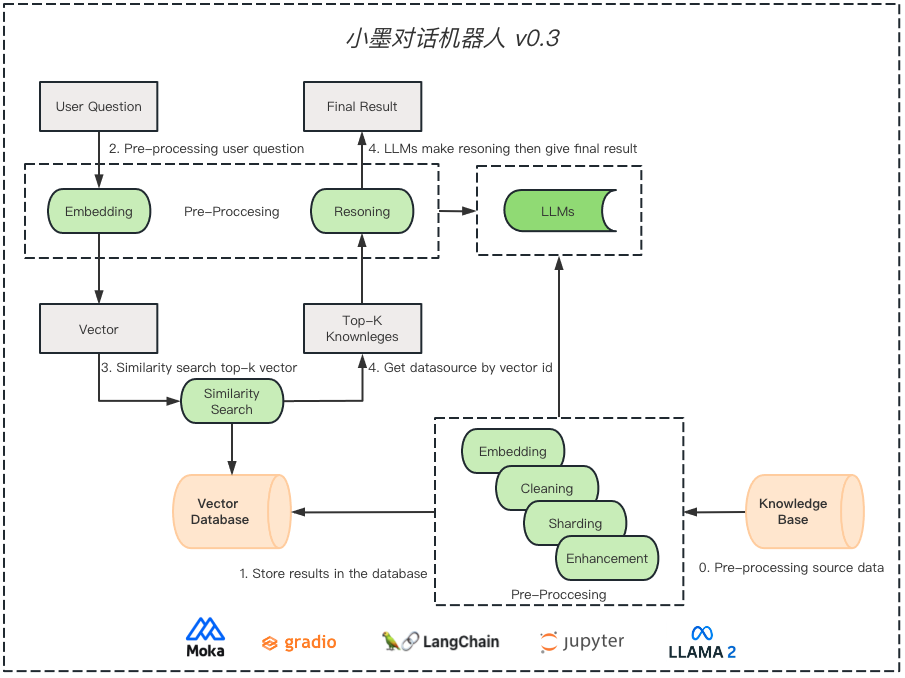 小墨对话机器人 v0.3
User Question
Final Result
2. Pre-processing user question
4. LLMs make resoning then give final result
Embedding
Pre-Proccesing
Resoning
LLMs
Vector
Top-K
Knownleges
3. Similarity search top-k vector
4. Get datasource by vector id
Similarity
Search
Embedding
Cleaning
Sharding
Enhancement
Pre-Proccesing
Vector
Database
Knowledge
Base
1. Store results in the database
0. Pre-processing source data
Moka
gradio
LangChain
jupyter
LLAMA 2